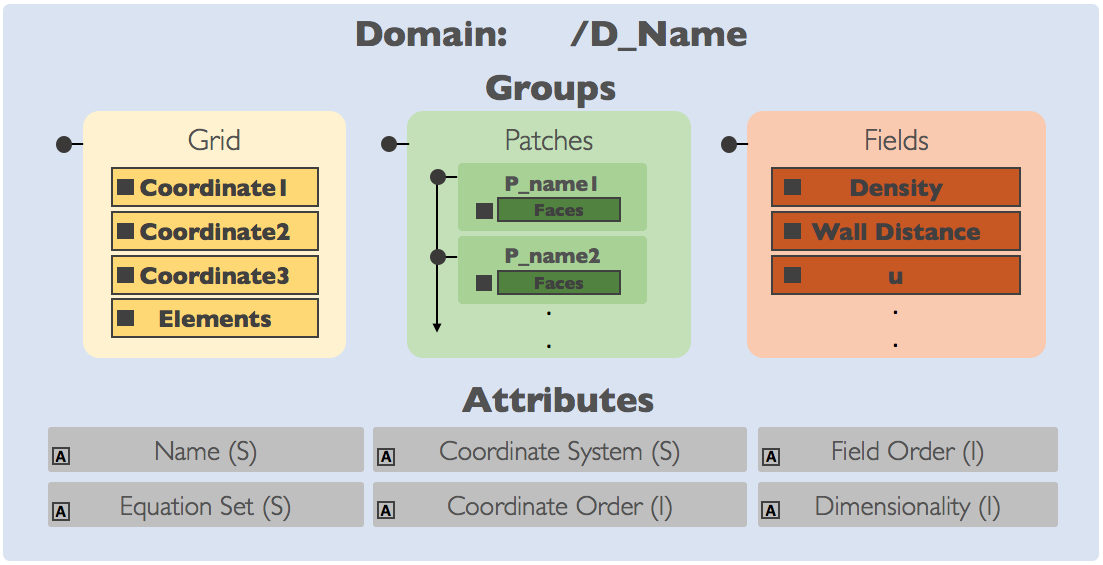 Domain: /D_Name
Groups
Grid
Coordinate1
Coordinate2
Coordinate3
Elements
Patches
P_name1
Faces
P_name2
Faces
.
.
Fields
Density
Wall Distance
u
.
.
Attributes
A Name (S)
A Coordinate System (S)
A Field Order (I)
A Equation Set (S)
A Coordinate Order (I)
A Dimensionality (I)